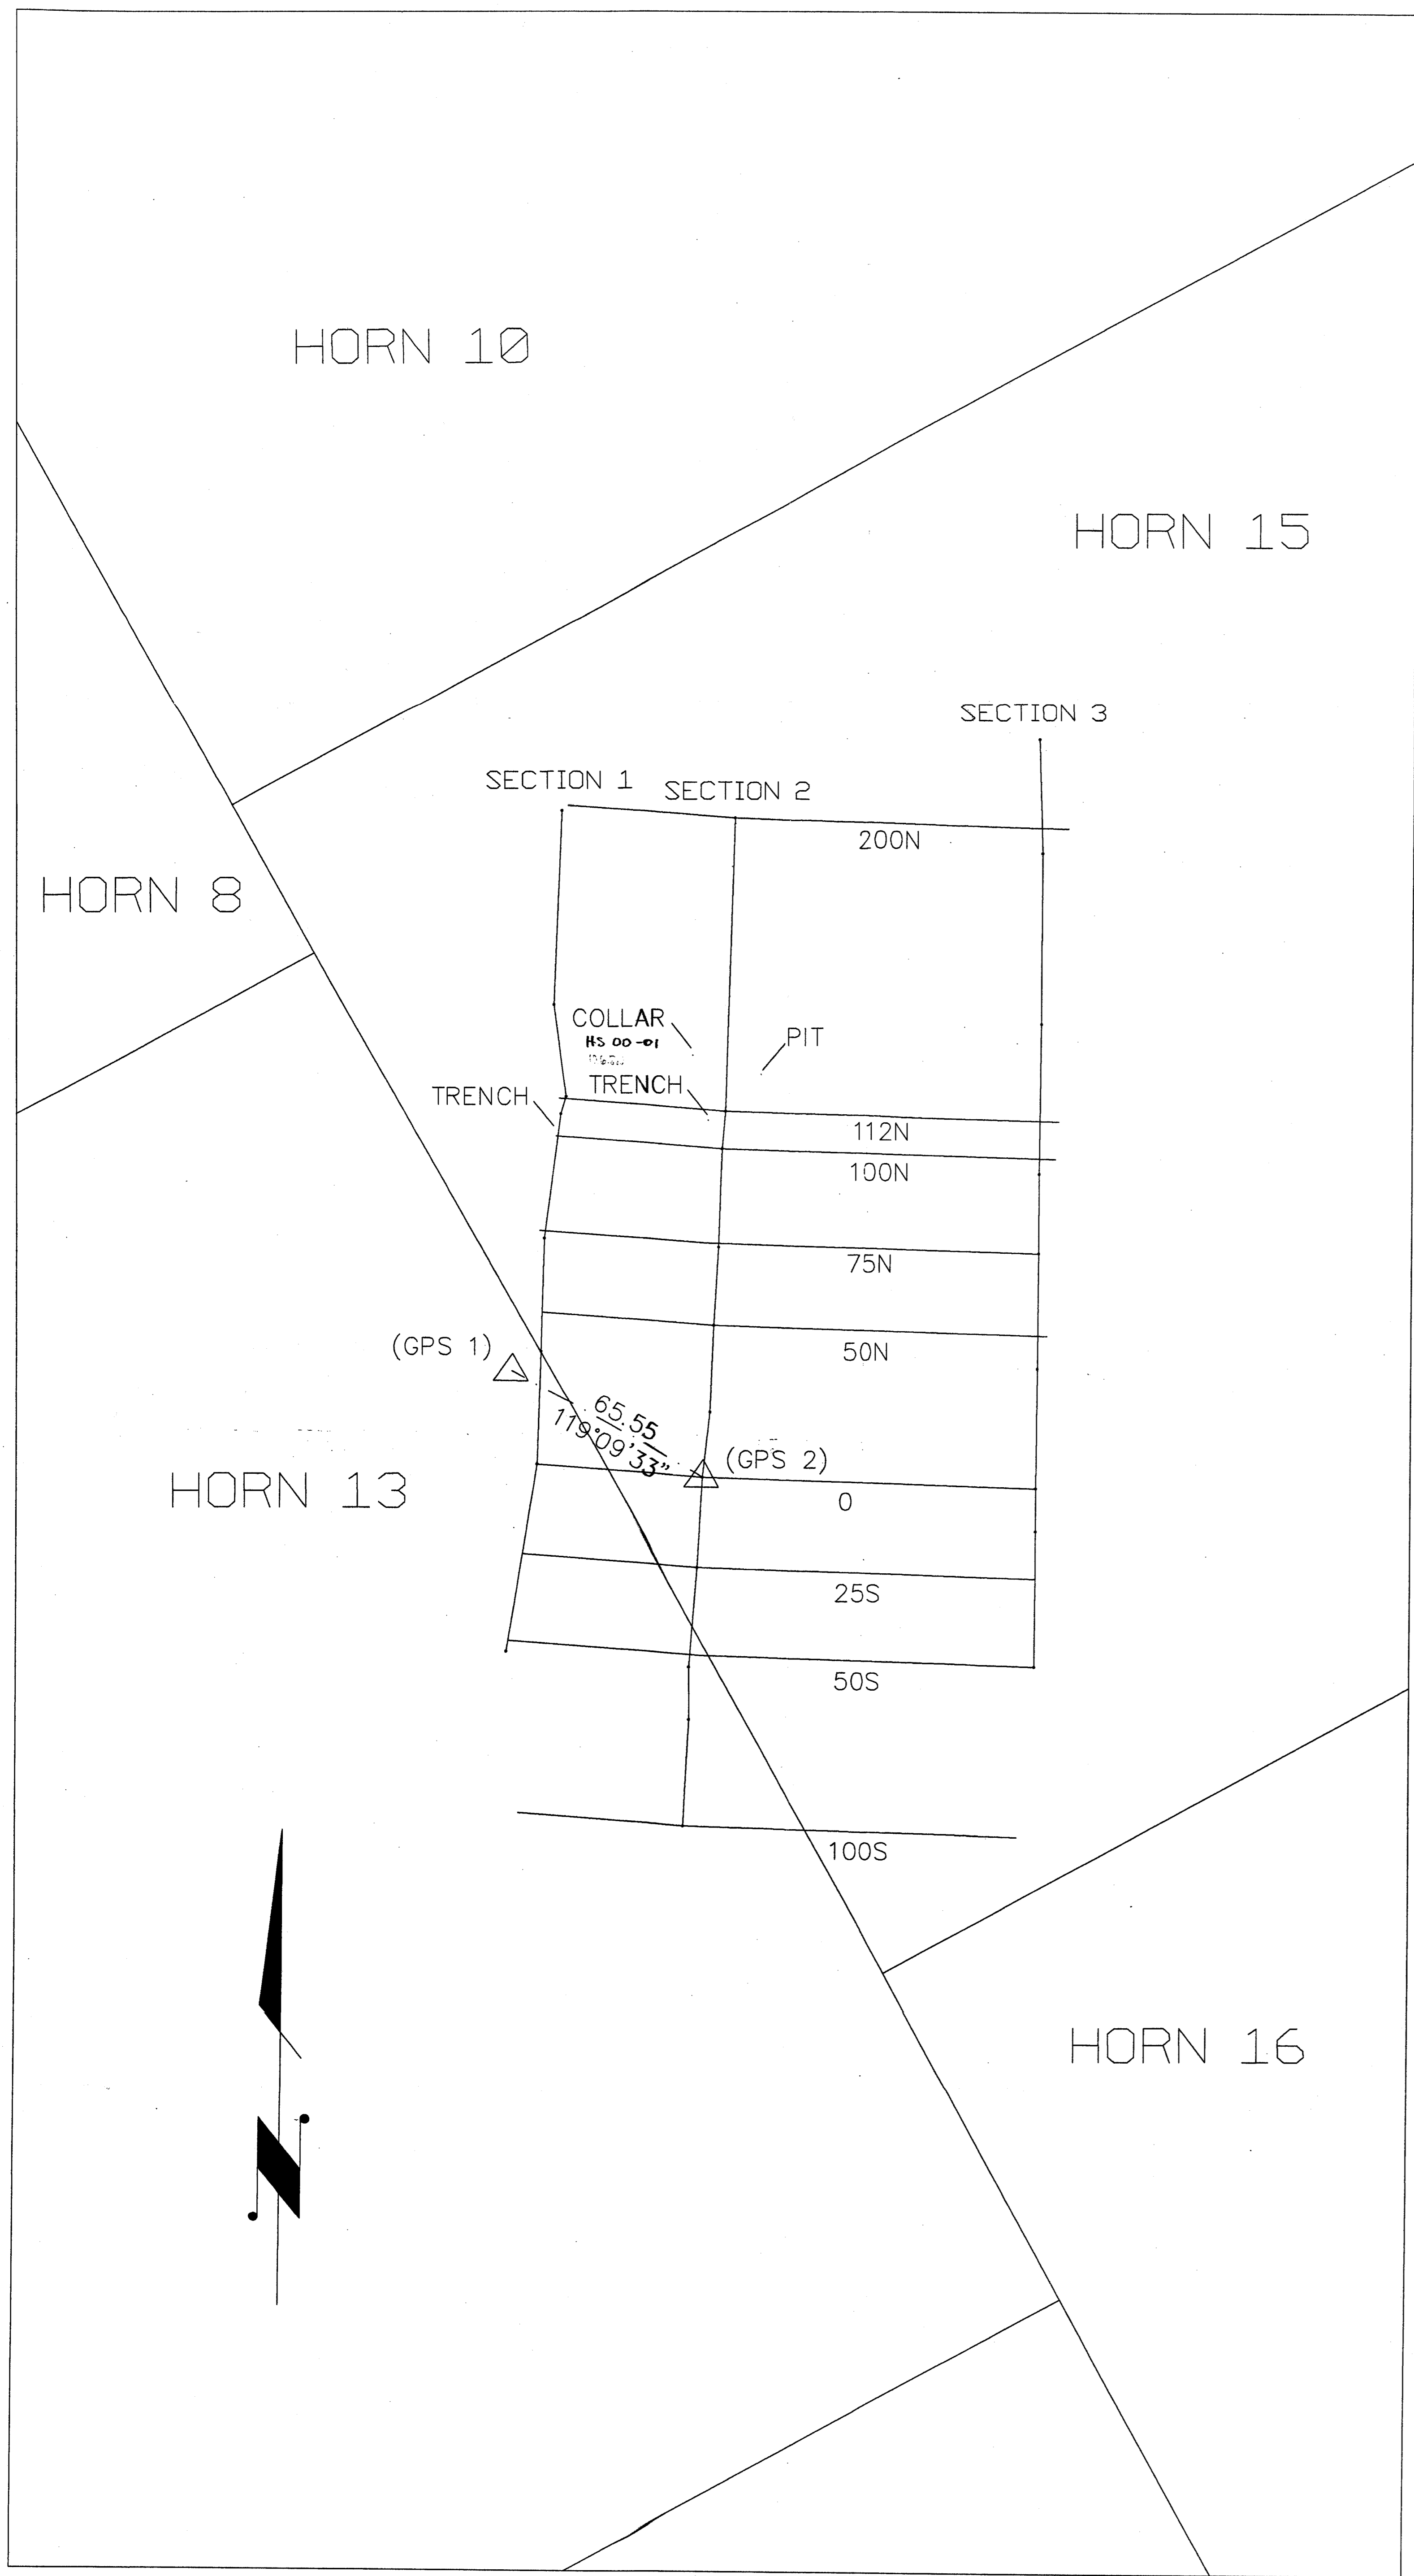 HORN 10
HORN 15
SECTION 3
SECTION 1
SECTION 2
200N
HORN 8
COLLAR
HS 00-01
PIT
TRENCH
TRENCH
112N
100N
75N
(GPS 1)
50N
65.55
119°09'33"
(GPS 2)
HORN 13
0
25S
50S
100S
HORN 16
N